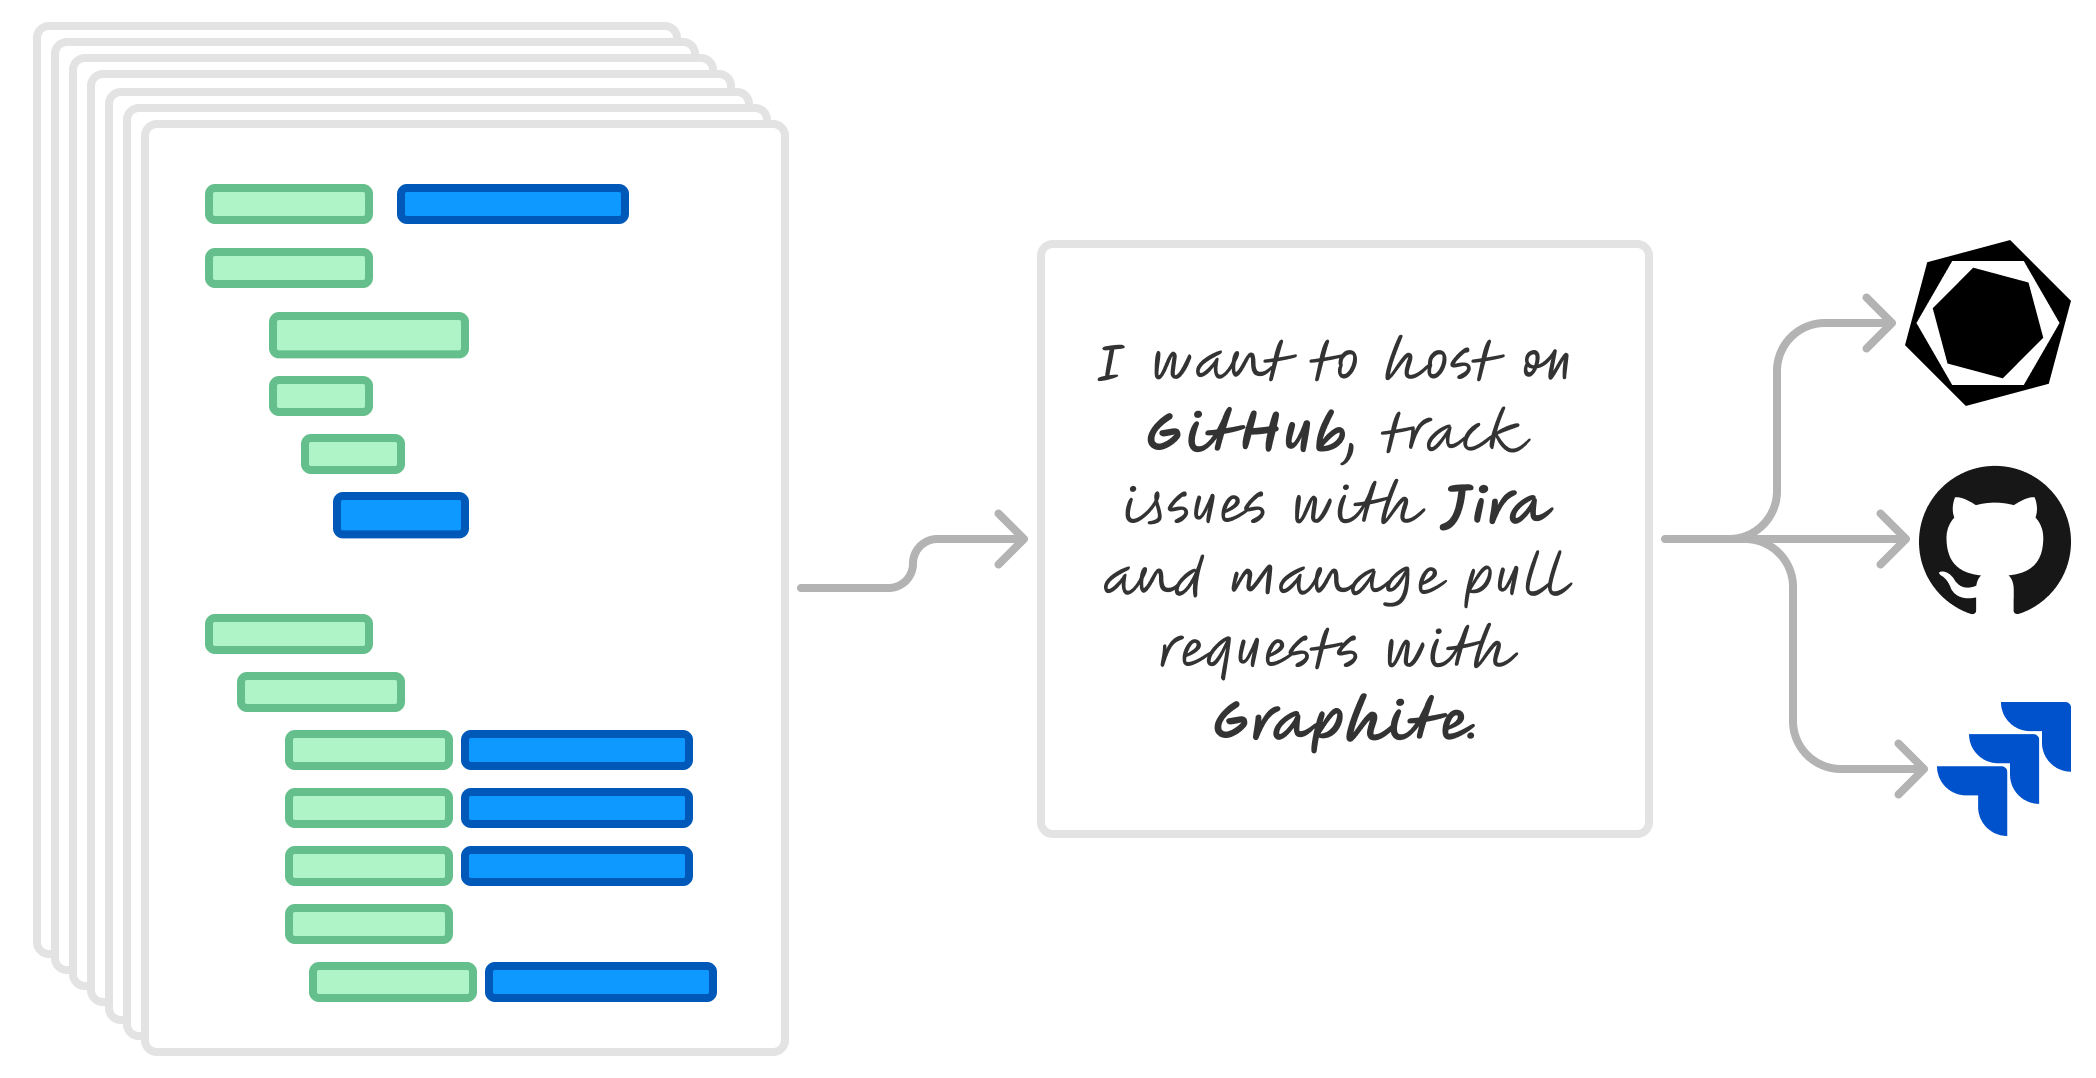 I want to host on
GitHub, track
issues with Jira
and manage pull
requests with
Graphite.